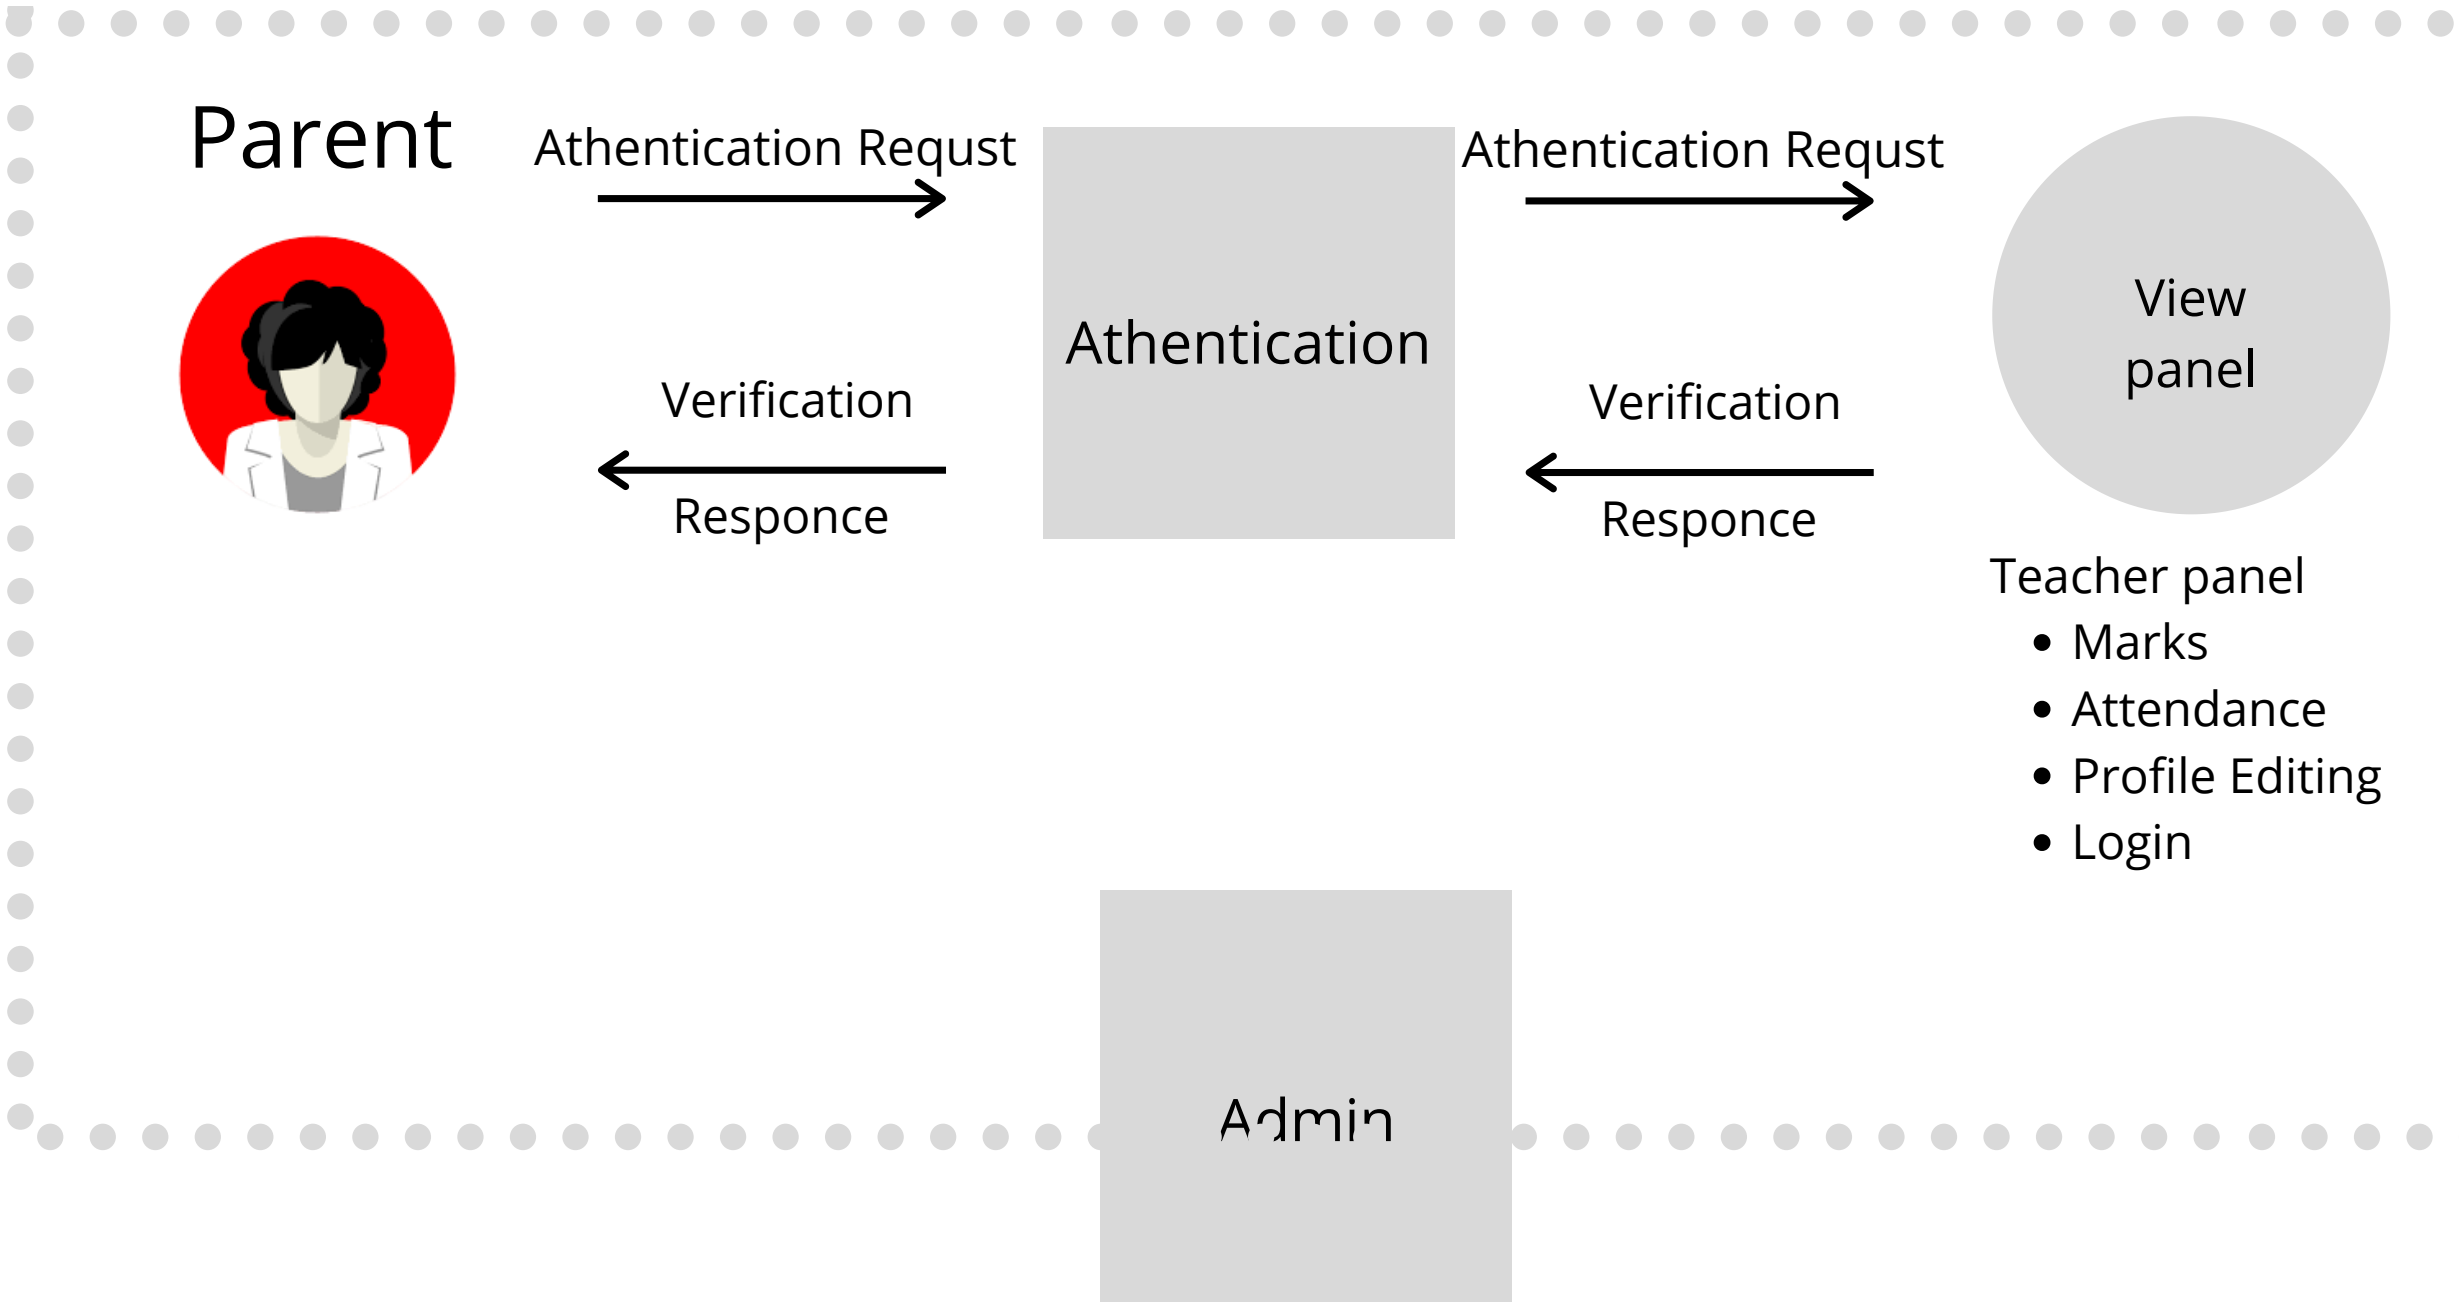 Parent
Athentication Requst
Athentication Requst
Athentication
View
panel
Verification
Responce
Verification
Responce
Teacher panel
• Marks
• Attendance
• Profile Editing
• Login
Admin